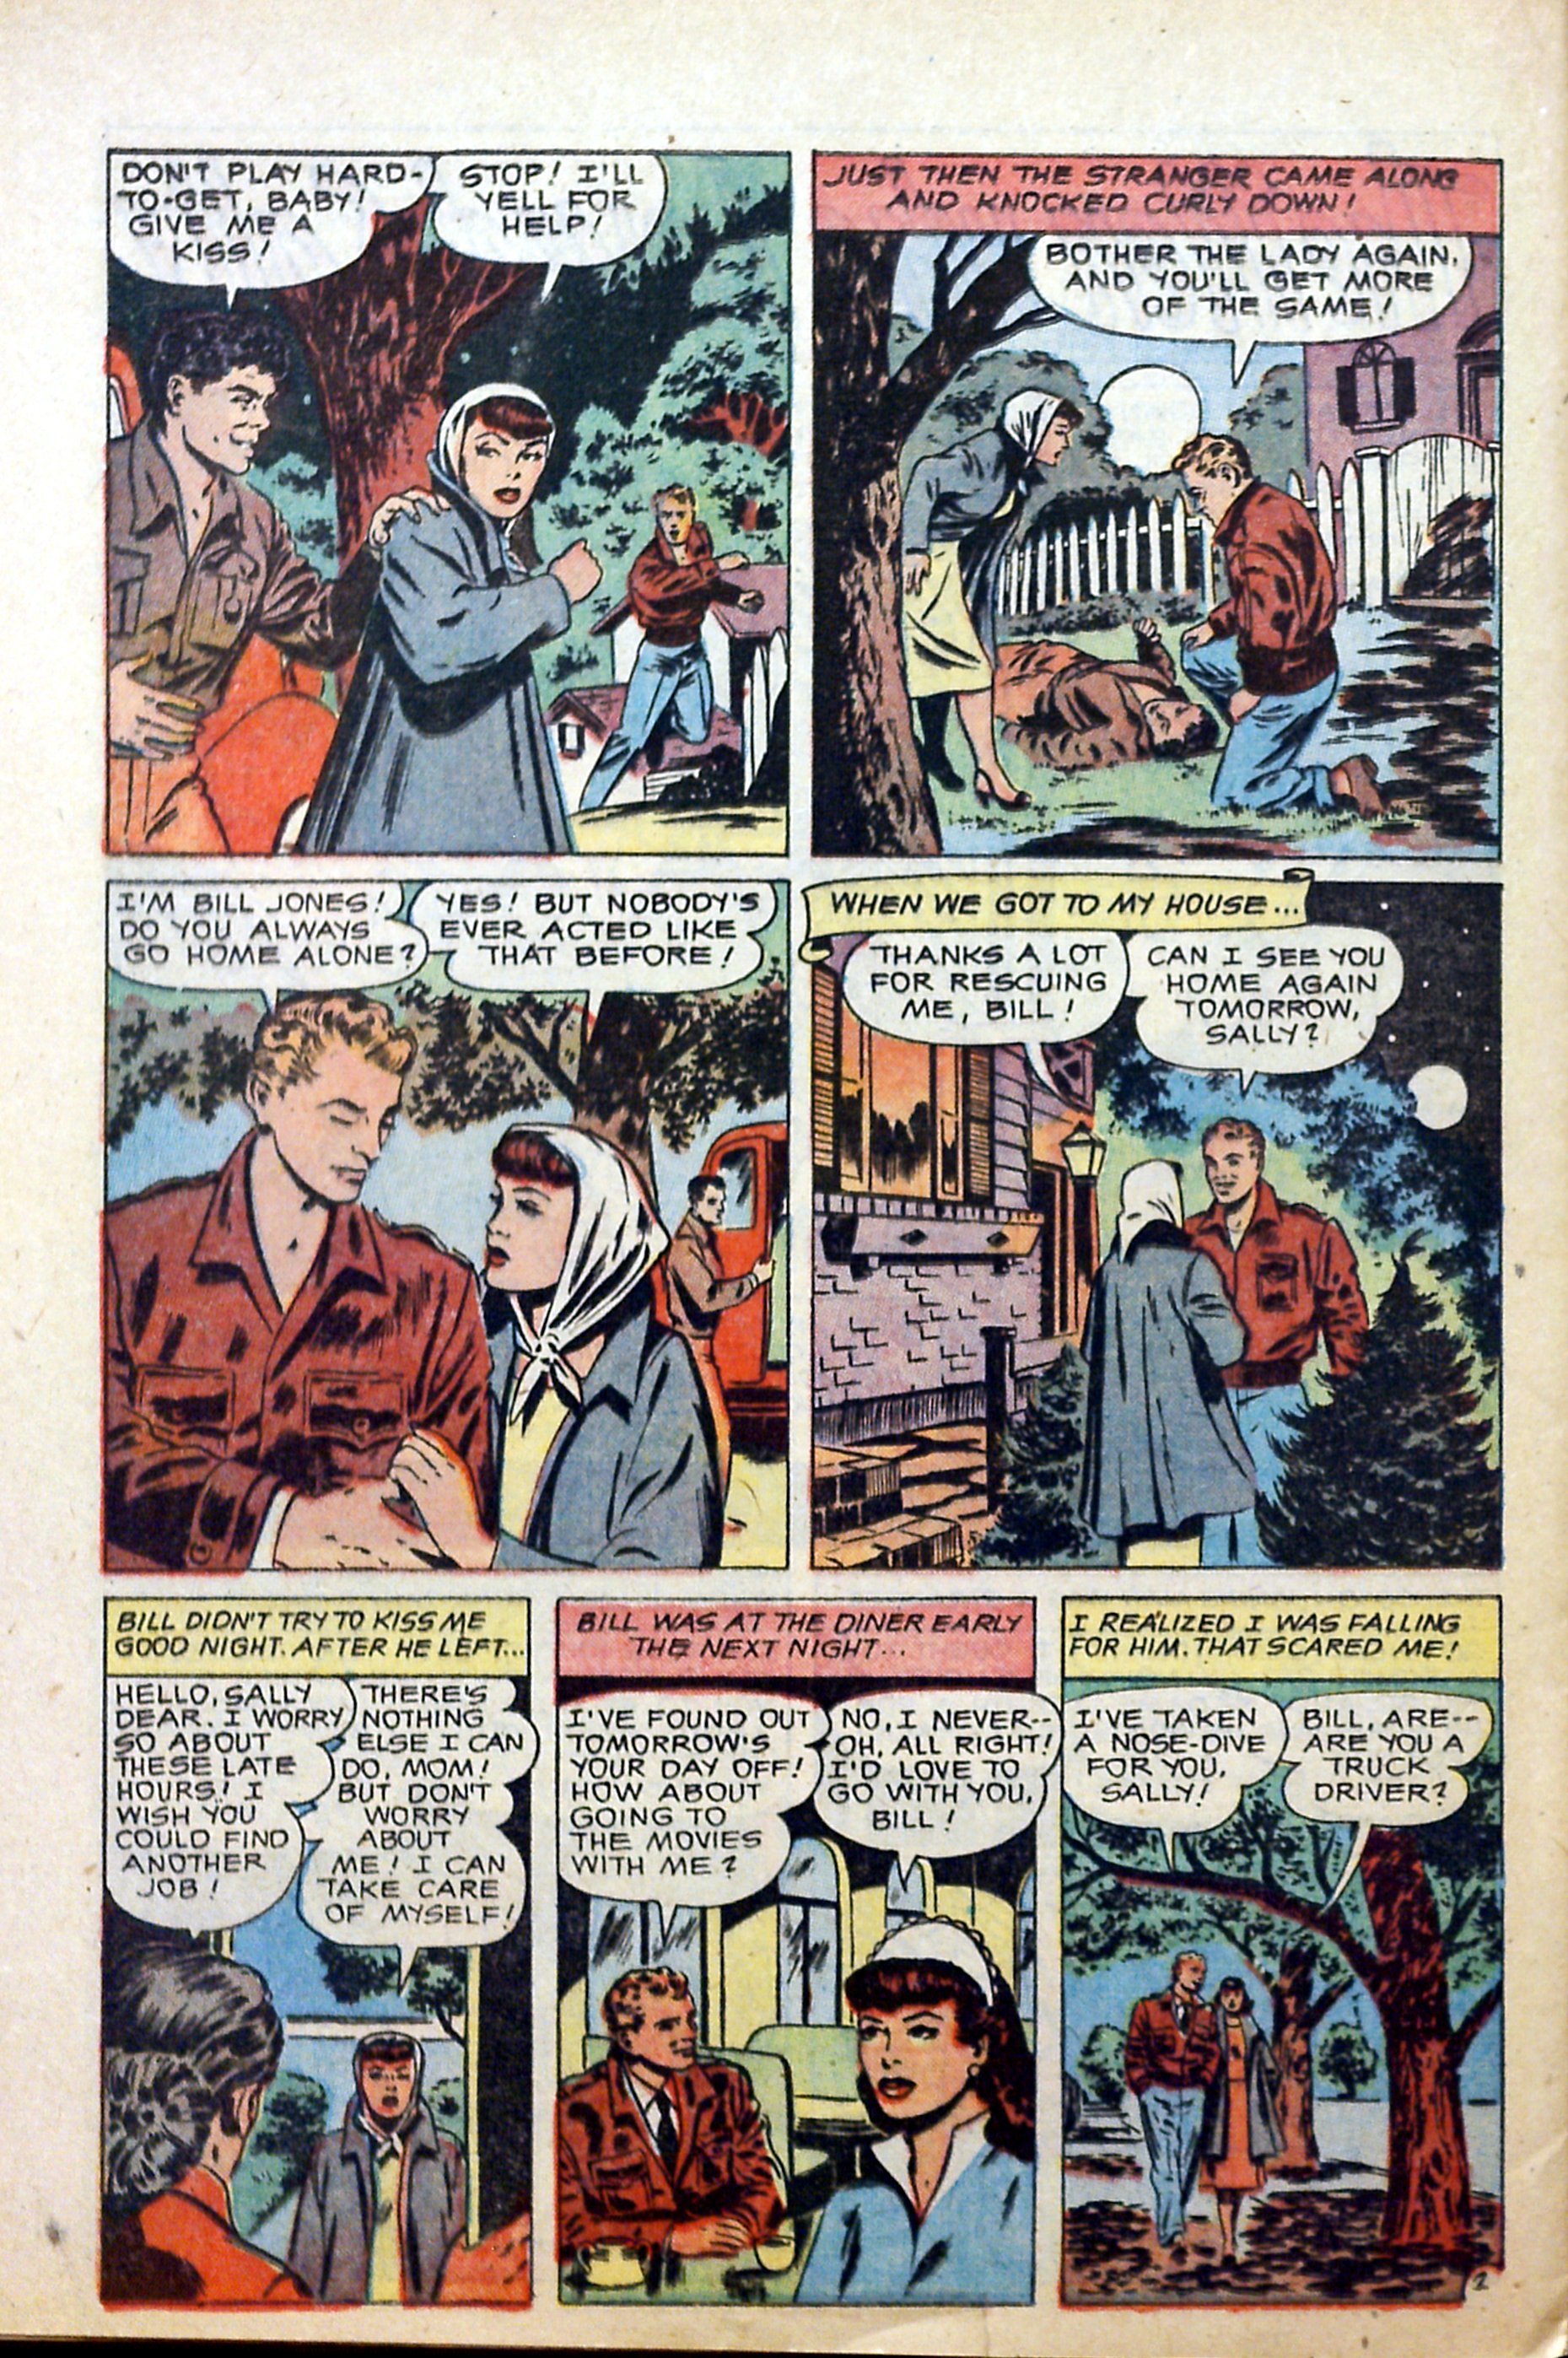 DON'T PLAY HARD-
TO-GET, BABY!
GIVE ME A
KISS!
STOP! I'LL
YELL FOR
HELP!
JUST THEN THE STRANGER CAME ALONG
AND KNOCKED CURLY DOWN!
BOTHER THE LADY AGAIN,
AND YOU'LL GET MORE
OF THE SAME!
I'M BILL JONES!
DO YOU ALWAYS
GO HOME ALONE?
YES! BUT NOBODY'S
EVER ACTED LIKE
THAT BEFORE!
WHEN WE GOT TO MY HOUSE...
THANKS A LOT
FOR RESCUING
ME, BILL!
CAN I SEE YOU
HOME AGAIN
TOMORROW,
SALLY?
BILL DIDN'T TRY TO KISS ME
GOOD NIGHT. AFTER HE LEFT...
HELLO, SALLY
DEAR. I WORRY
SO ABOUT
THESE LATE
HOURS! I
WISH YOU
COULD FIND
ANOTHER
JOB!
THERE'S
NOTHING
ELSE I CAN
DO, MOM!
BUT DON'T
WORRY
ABOUT
ME! I CAN
TAKE CARE
OF MYSELF!
BILL WAS AT THE DINER EARLY
THE NEXT NIGHT...
I'VE FOUND OUT
TOMORROW'S
YOUR DAY OFF!
HOW ABOUT
GOING TO
THE MOVIES
WITH ME?
NO, I NEVER--
OH, ALL RIGHT!
I'D LOVE TO
GO WITH YOU,
BILL!
I REALIZED I WAS FALLING
FOR HIM. THAT SCARED ME!
I'VE TAKEN
A NOSE-DIVE
FOR YOU,
SALLY!
BILL, ARE--
ARE YOU A
TRUCK
DRIVER?
2